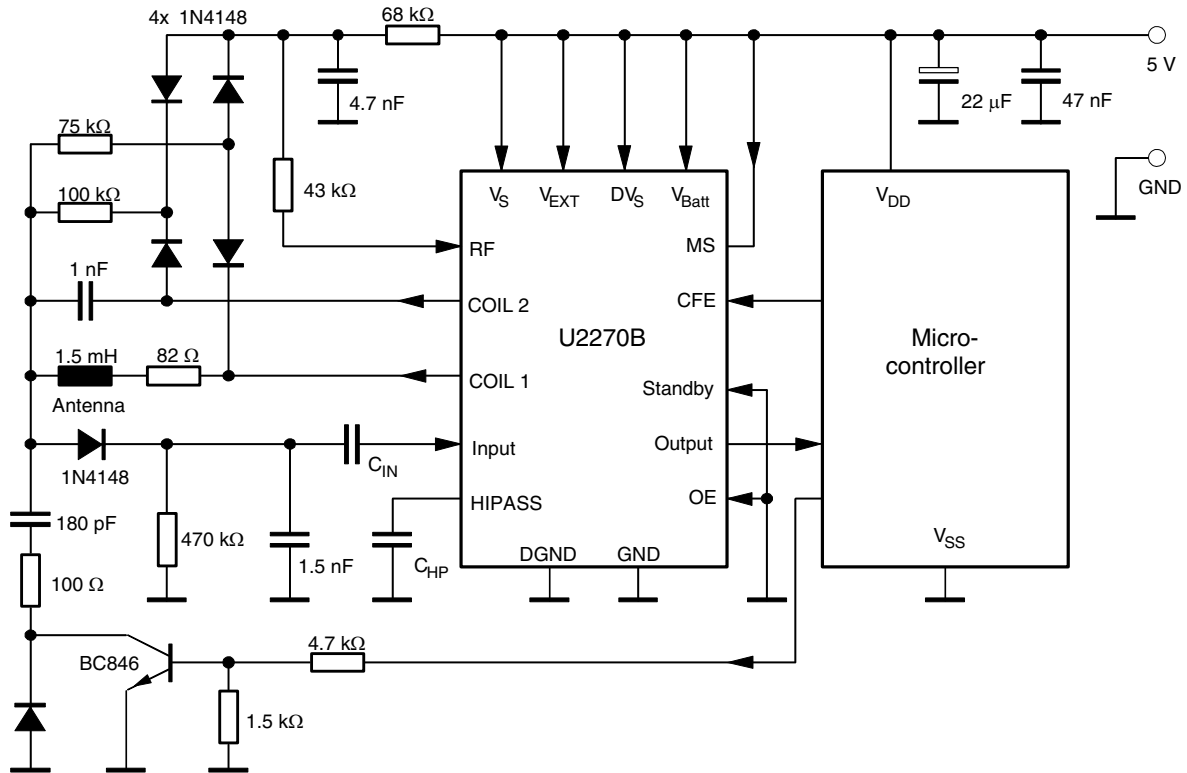 4x 1N4148
68 kΩ
5 V
4.7 nF
22 μF
47 nF
75 kΩ
100 kΩ
43 kΩ
GND
V_S
V_EXT
DV_S
V_Batt
V_DD
RF
MS
1 nF
COIL 2
CFE
U2270B
Micro-
controller
1.5 mH
82 Ω
COIL 1
Standby
Antenna
Input
Output
1N4148
C_IN
HIPASS
OE
180 pF
470 kΩ
1.5 nF
C_HP
DGND
GND
V_SS
100 Ω
BC846
4.7 kΩ
1.5 kΩ